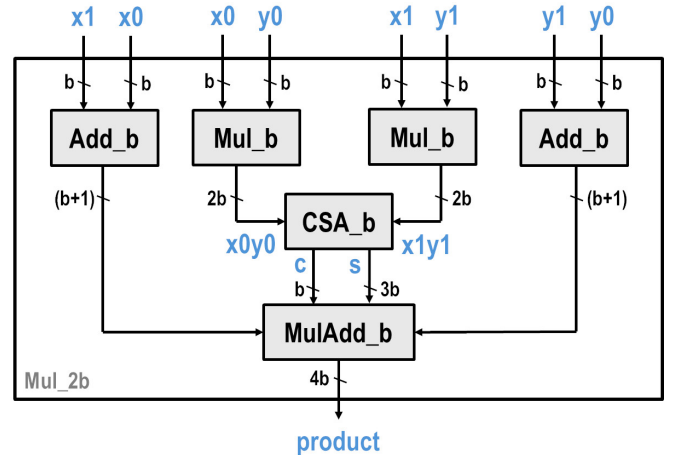 x1 x0 x0 y0 x1 y1 y1 y0
b b b b b b b b
Add_b Mul_b Mul_b Add_b
(b+1) 2b 2b (b+1)
CSA_b
x0y0 x1y1
c s
b 3b
MulAdd_b
Mul_2b 4b
product